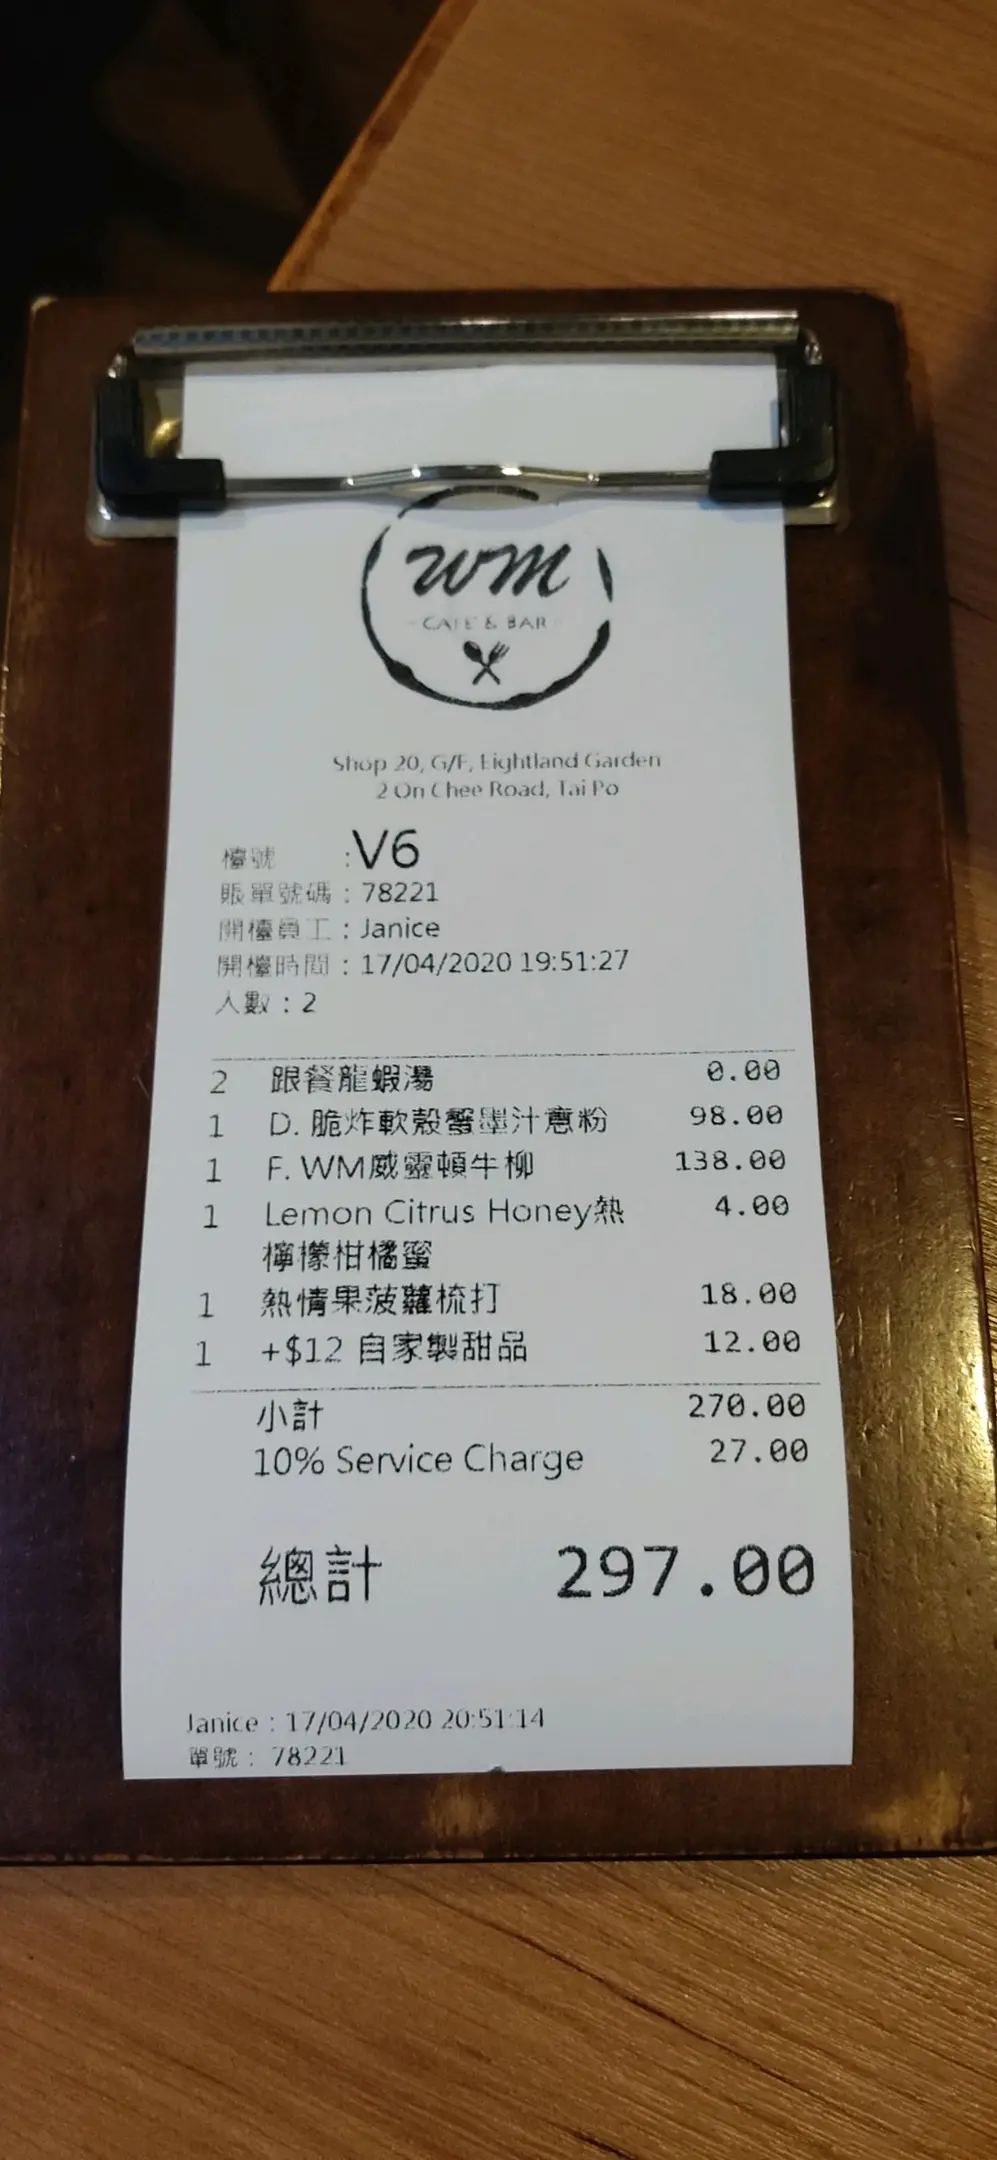 WM
CAFE & BAR
Shop 20, G/F, Eightland Garden
2 On Chee Road, Tai Po
檯號 :V6
賬單號碼 : 78221
開檯員工 : Janice
開檯時間 : 17/04/2020 19:51:27
人數 : 2
2 跟餐龍蝦湯 0.00
1 D. 脆炸軟殼蟹墨汁意粉 98.00
1 F. WM威靈頓牛柳 138.00
1 Lemon Citrus Honey熱 4.00
檸檬柑橘蜜
1 熱情果菠蘿梳打 18.00
1 +$12 自家製甜品 12.00
小計 270.00
10% Service Charge 27.00
總計 297.00
Janice : 17/04/2020 20:51:14
單號 : 78221